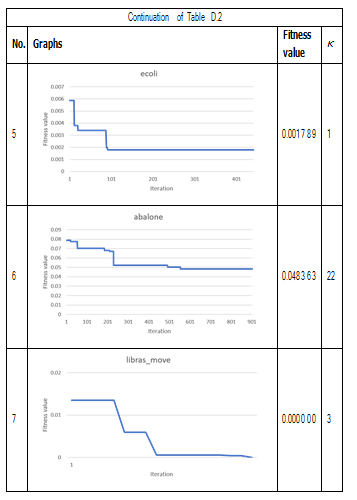 Continuation of Table D.2
No. Graphs Fitness value κ
5
ecoli
0.007
0.006
0.005
0.004
0.003
0.002
0.001
0
Fitness value
1 101 201 301 401
Iteration
0.001789 1
6
abalone
0.09
0.08
0.07
0.06
0.05
0.04
0.03
0.02
0.01
0
Fitness value
1 101 201 301 401 501 601 701 801 901
Iteration
0.048363 22
7
libras_move
0.02
0.01
0
Fitness value
1
Iteration
0.000000 3